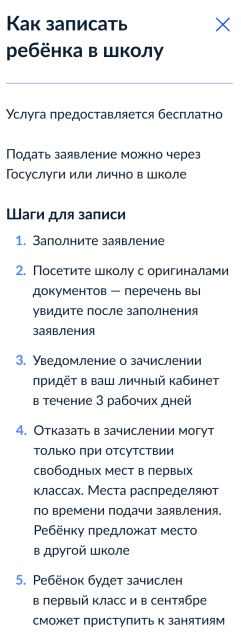 Как записать
ребёнка в школу
Услуга предоставляется бесплатно
Подать заявление можно через
Госуслуги или лично в школе
Шаги для записи
1. Заполните заявление
2. Посетите школу с оригиналами
документов — перечень вы
увидите после заполнения
заявления
3. Уведомление о зачислении
придёт в ваш личный кабинет
в течение 3 рабочих дней
4. Отказать в зачислении могут
только при отсутствии
свободных мест в первых
классах. Места распределяют
по времени подачи заявления.
Ребёнку предложат место
в другой школе
5. Ребёнок будет зачислен
в первый класс и в сентябре
сможет приступить к занятиям